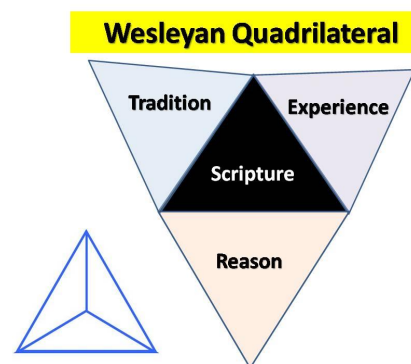 Wesleyan Quadrilateral
Tradition
Experience
Scripture
Reason